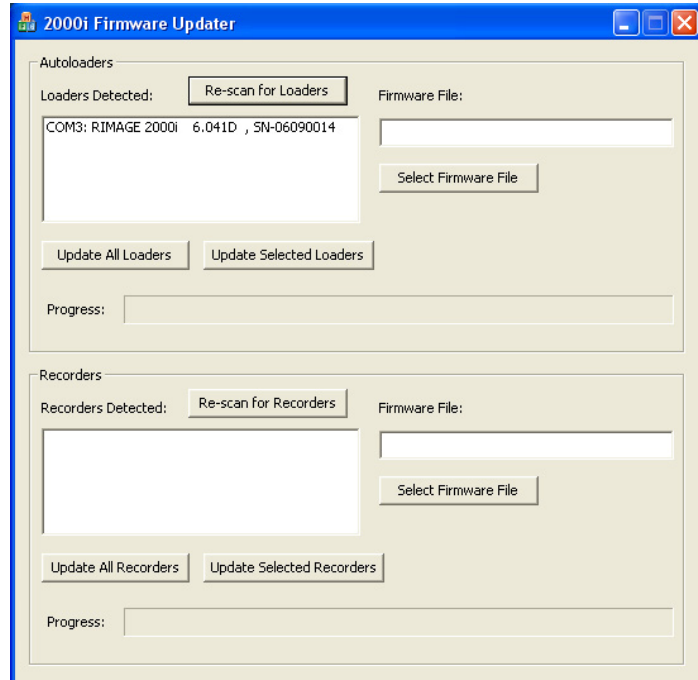 2000i Firmware Updater
Autoloaders
Loaders Detected:
Re-scan for Loaders
Firmware File:
COM3: RIMAGE 2000i 6.041D , SN-06090014
Select Firmware File
Update All Loaders
Update Selected Loaders
Progress:
Recorders
Recorders Detected:
Re-scan for Recorders
Firmware File:
Select Firmware File
Update All Recorders
Update Selected Recorders
Progress: